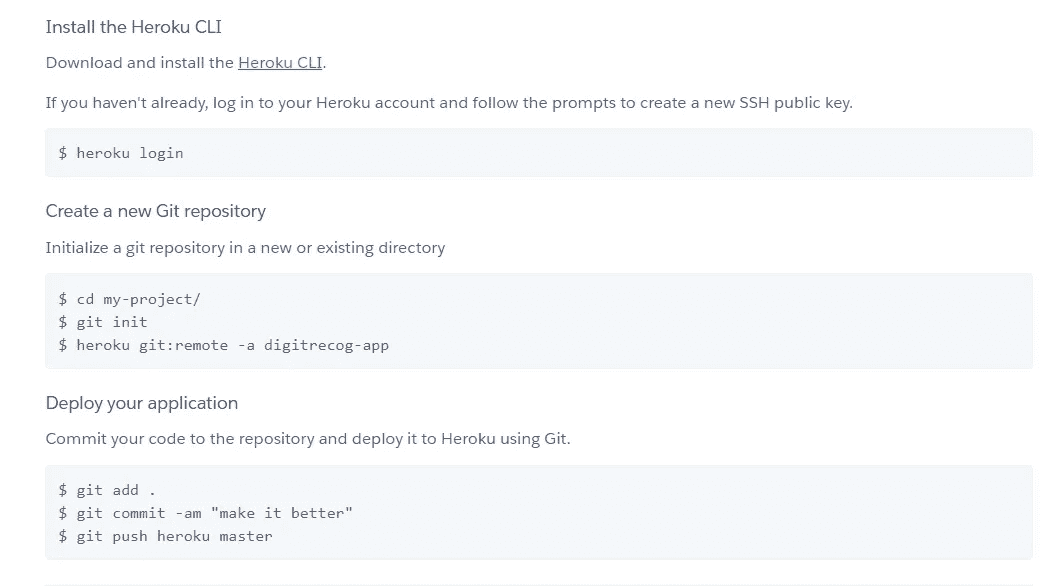 Install the Heroku CLI
Download and install the Heroku CLI.
If you haven't already, log in to your Heroku account and follow the prompts to create a new SSH public key.
$ heroku login
Create a new Git repository
Initialize a git repository in a new or existing directory
$ cd my-project/
$ git init
$ heroku git:remote -a digitrecog-app
Deploy your application
Commit your code to the repository and deploy it to Heroku using Git.
$ git add .
$ git commit -am "make it better"
$ git push heroku master